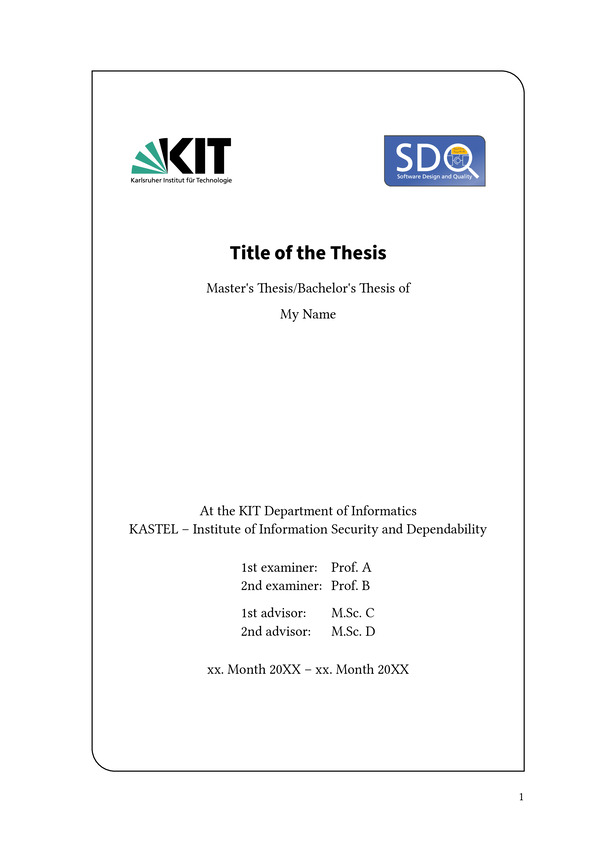 KIT
Karlsruher Institut für Technologie
SDQ
Software Design and Quality
Title of the Thesis
Master's Thesis/Bachelor's Thesis of
My Name
At the KIT Department of Informatics
KASTEL – Institute of Information Security and Dependability
1st examiner: Prof. A
2nd examiner: Prof. B
1st advisor: M.Sc. C
2nd advisor: M.Sc. D
xx. Month 20XX – xx. Month 20XX
1